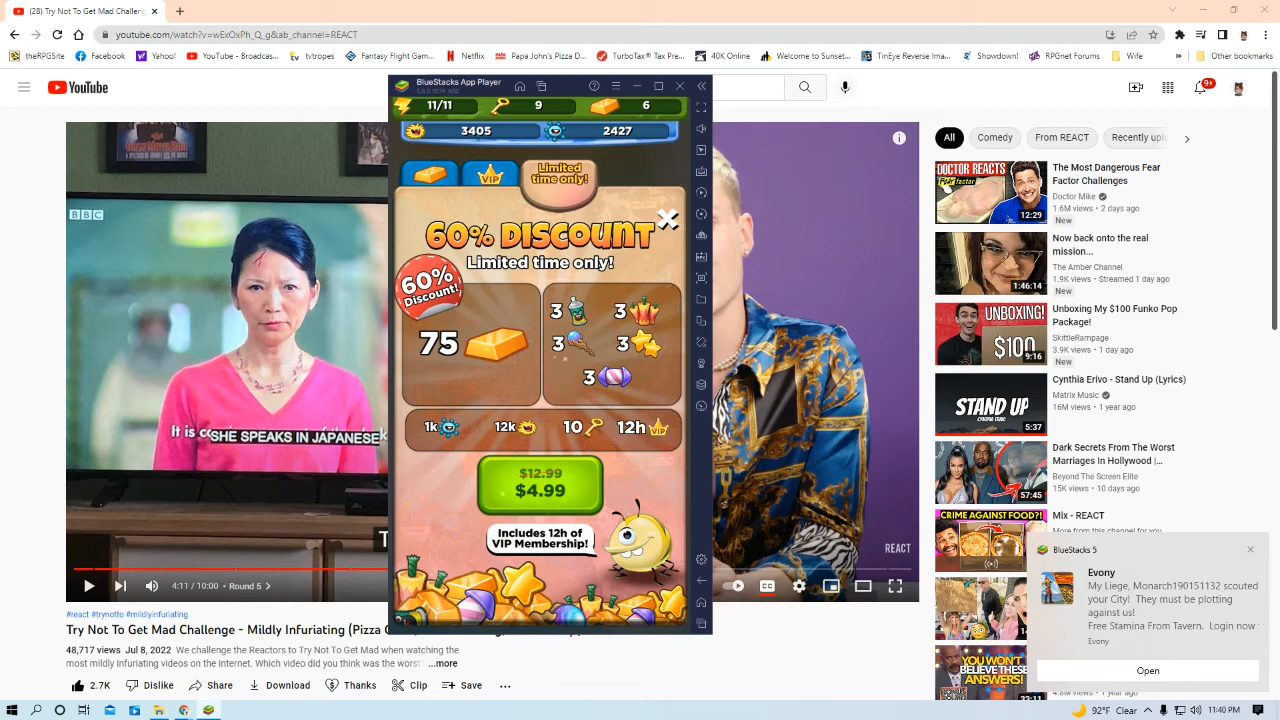 (28) Try Not To Get Mad Challeng
youtube.com/watch?v=wExOxPh_Q_g&ab_channel=REACT
theRPGSite
Facebook
Yahoo!
YouTube - Broadcas...
tvtropes
Fantasy Flight Gam...
Netflix
Papa John's Pizza D...
TurboTax® Tax Pre...
40K Online
Welcome to Sunset...
TinEye Reverse Imag...
Showdown!
Wife
Other bookmarks
YouTube
9+
BlueStacks App Player
11/11
9
6
3405
2427
VIP
Limited
time only!
60% DISCOUNT
Limited time only!
60%
Discount!
75
3
3
3
3
3
1k
12k
10
12h
$12.99
$4.99
Includes 12h of
VIP Membership!
BBC
It is co
SHE SPEAKS IN JAPANESE
REACT
4:11 / 10:00 • Round 5
CC
#react #trynotto #mildlyinfuriating
Try Not To Get Mad Challenge - Mildly Infuriating (Pizza
48,717 views Jul 8, 2022 We challenge the Reactors to Try Not To Get Mad when watching the
most mildly infuriating videos on the internet. Which video did you think was the worst
...more
2.7K
Dislike
Share
Download
Thanks
Clip
Save
All
Comedy
From REACT
Recently uplo
DOCTOR REACTS
Fear factor
12:29
The Most Dangerous Fear
Factor Challenges
Doctor Mike
1.6M views • 2 days ago
New
1:46:14
Now back onto the real
mission...
The Amber Channel
1.9K views • Streamed 1 day ago
New
UNBOXING!
$100
9:16
Unboxing My $100 Funko Pop
Package!
SkittleRampage
3.9K views • 1 day ago
New
STAND UP
5:37
Cynthia Erivo - Stand Up (Lyrics)
Matrix Music
16M views • 1 year ago
57:45
Dark Secrets From The Worst
Marriages In Hollywood |...
Beyond The Screen Elite
15K views • 10 days ago
CRIME AGAINST FOOD?!
Mix - REACT
More from this channel for you
YOU WON'T
BELIEVE THESE
ANSWERS!
BlueStacks 5
Evony
My Liege, Monarch190151132 scouted
your City! They must be plotting
against us!
Free Stamina From Tavern. Login now
Evony
Open
92°F
11:40 PM